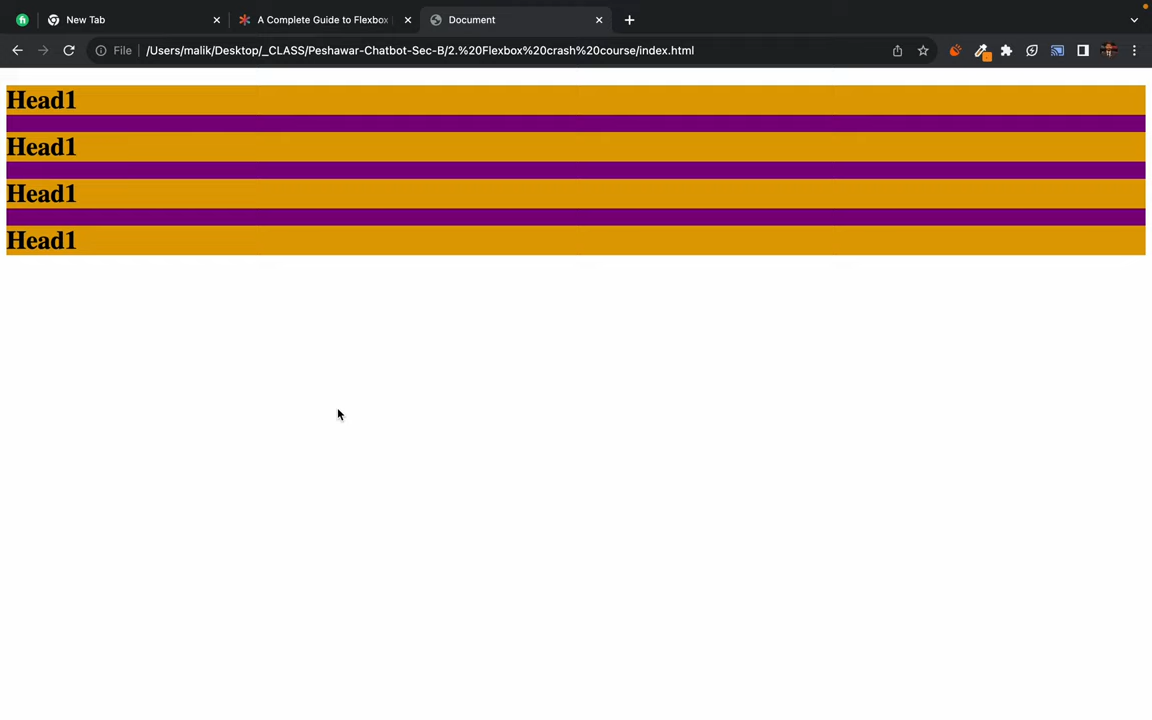 New Tab
A Complete Guide to Flexbox
Document
File
/Users/malik/Desktop/_CLASS/Peshawar-Chatbot-Sec-B/2.%20Flexbox%20crash%20course/index.html
Head1
Head1
Head1
Head1